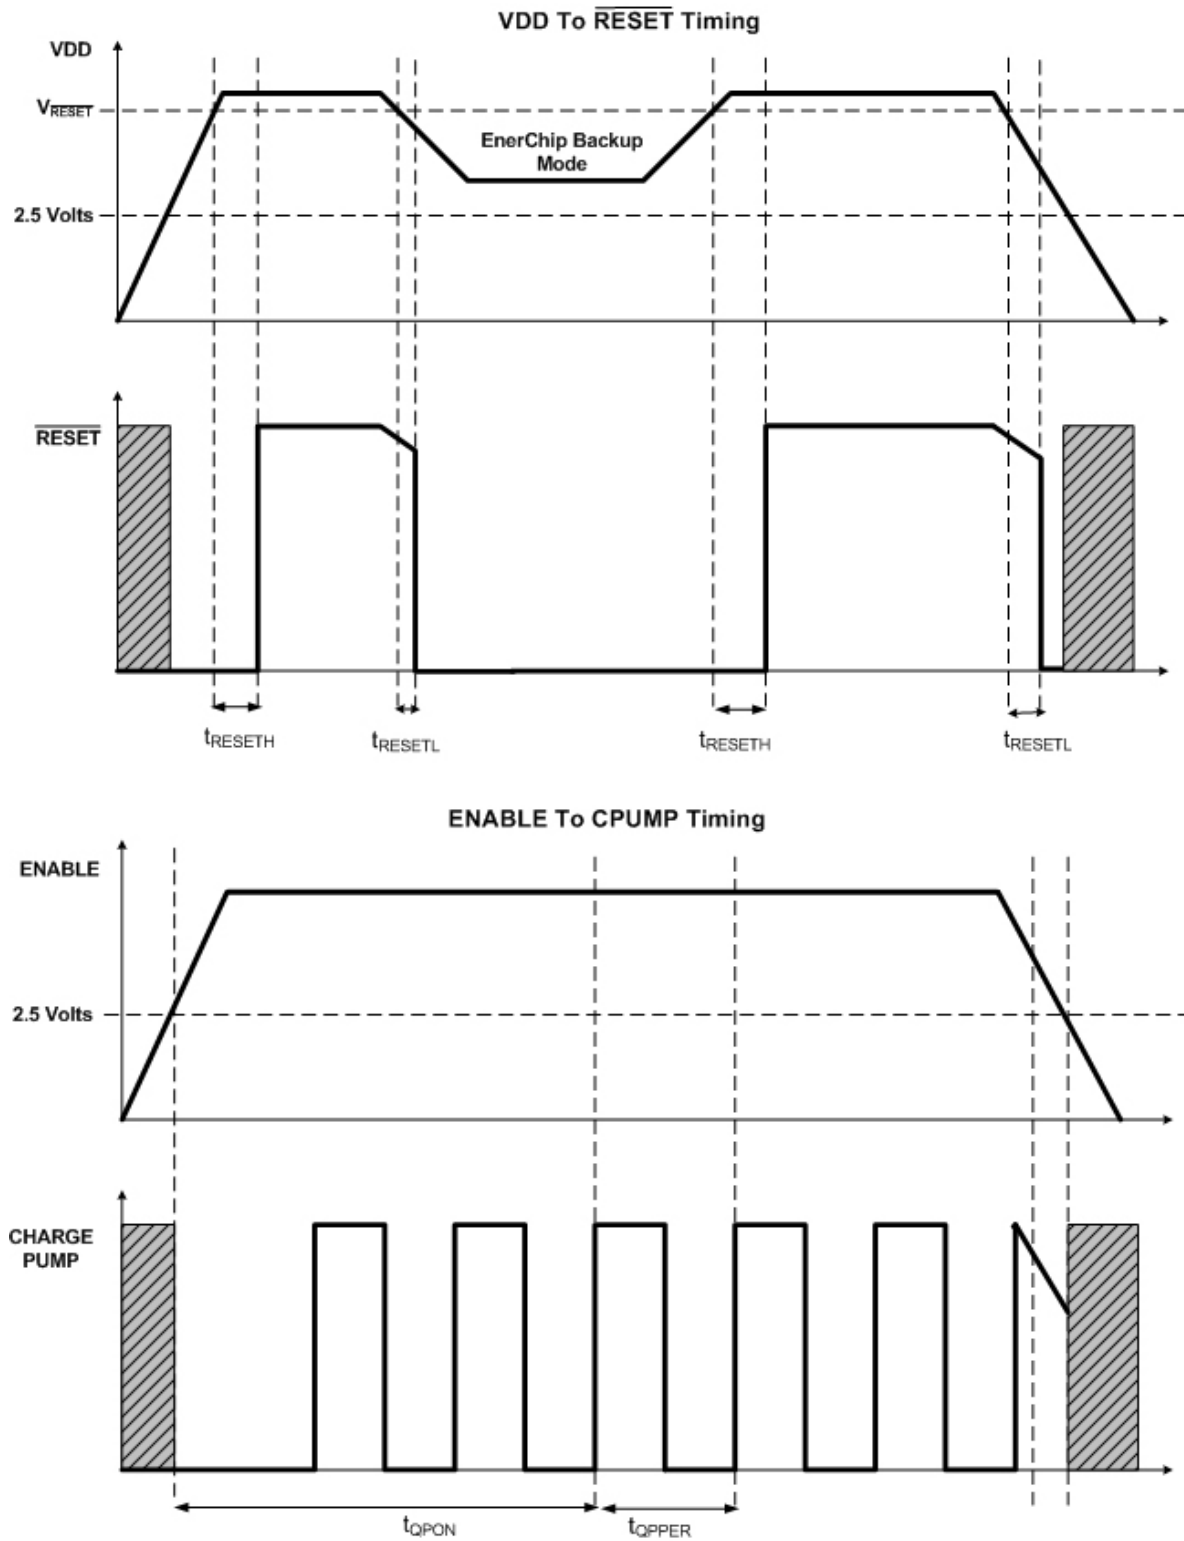 VDD To RESET Timing
VDD
VRESET
EnerChip Backup
Mode
2.5 Volts
RESET
tRESETH
tRESETL
tRESETH
tRESETL
ENABLE To CPUMP Timing
ENABLE
2.5 Volts
CHARGE
PUMP
tQPON
tQPPER